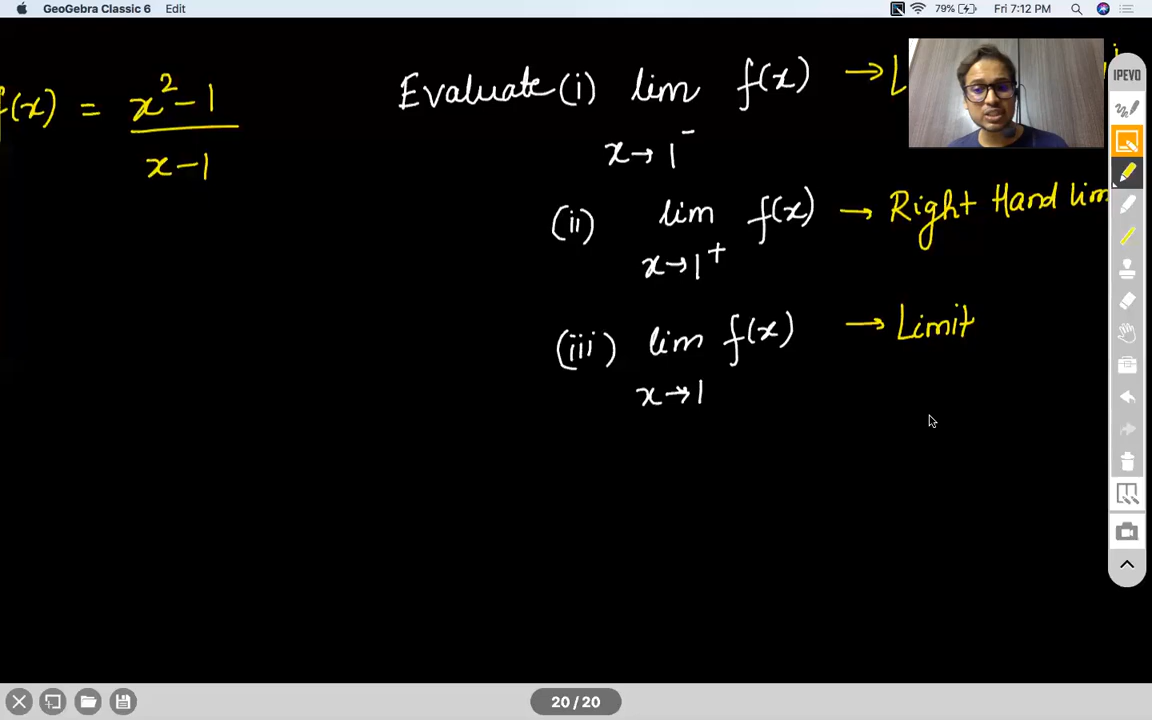 GeoGebra Classic 6 Edit 79% Fri 7:12 PM
IPEVO
f(x) = x²-1 / x-1
Evaluate (i) lim x→1⁻ f(x) →
(ii) lim x→1⁺ f(x) → Right Hand lim
(iii) lim x→1 f(x) → Limit
20/20